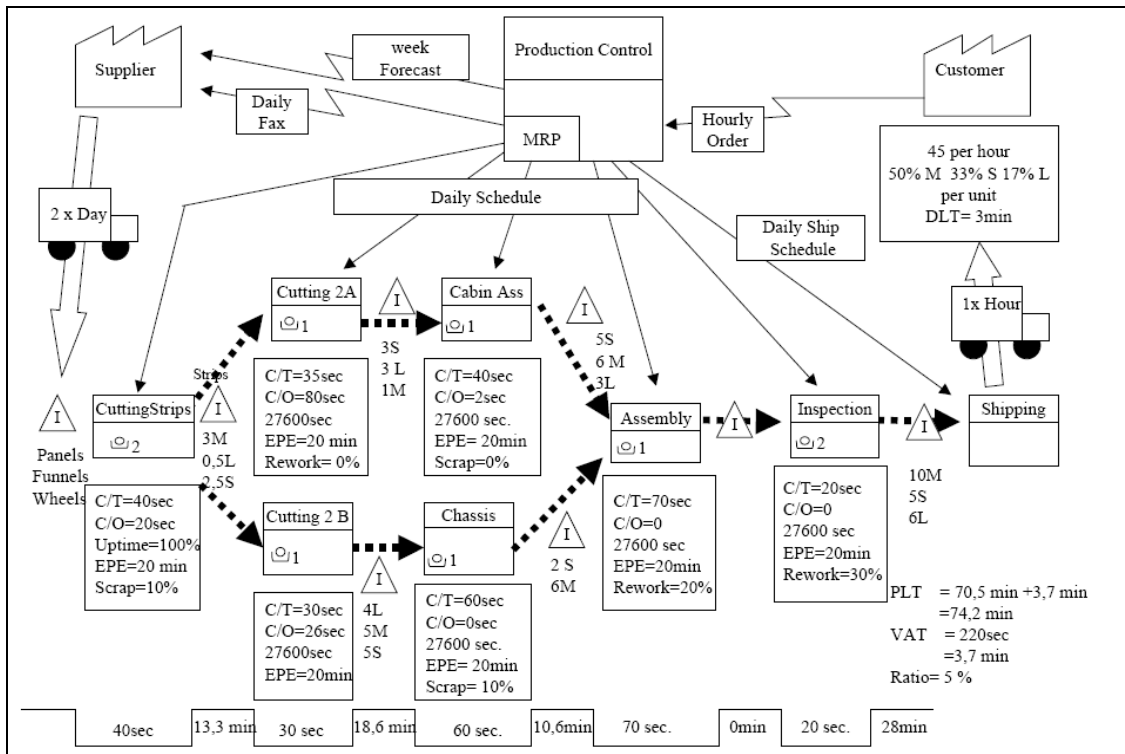 Supplier
week
Forecast
Daily
Fax
Production Control
MRP
Hourly
Order
Customer
45 per hour
50% M 33% S 17% L
per unit
DLT= 3min
2 x Day
Daily Schedule
Daily Ship
Schedule
1x Hour
I
Panels
Funnels
Wheels
CuttingStrips
2
C/T=40sec
C/O=20sec
Uptime=100%
EPE=20 min
Scrap=10%
Strips
I
3M
0,5L
2,5S
Cutting 2A
1
C/T=35sec
C/O=80sec
27600sec
EPE=20 min
Rework= 0%
I
3S
3 L
1M
Cabin Ass
1
C/T=40sec
C/O=2sec
27600 sec.
EPE= 20min
Scrap=0%
I
5S
6 M
3L
Cutting 2 B
1
C/T=30sec
C/O=26sec
27600sec
EPE=20min
I
4L
5M
5S
Chassis
1
C/T=60sec
C/O=0sec
27600 sec.
EPE= 20min
Scrap= 10%
I
2 S
6M
Assembly
1
C/T=70sec
C/O=0
27600 sec
EPE=20min
Rework=20%
I
Inspection
2
C/T=20sec
C/O=0
27600 sec
EPE=20min
Rework=30%
I
10M
5S
6L
Shipping
PLT = 70,5 min +3,7 min
=74,2 min
VAT = 220sec
=3,7 min
Ratio= 5 %
40sec
13,3 min
30 sec
18,6 min
60 sec.
10,6min
70 sec.
0min
20 sec.
28min